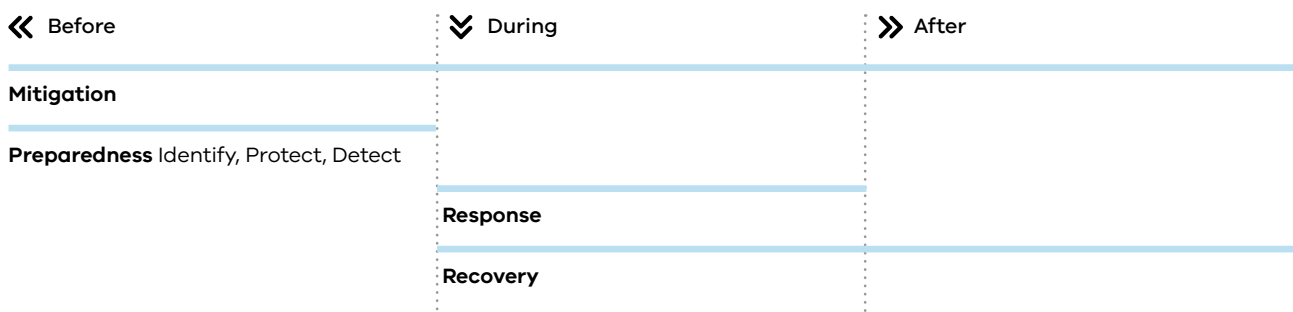 Before
During
After
Mitigation
Preparedness Identify, Protect, Detect
Response
Recovery